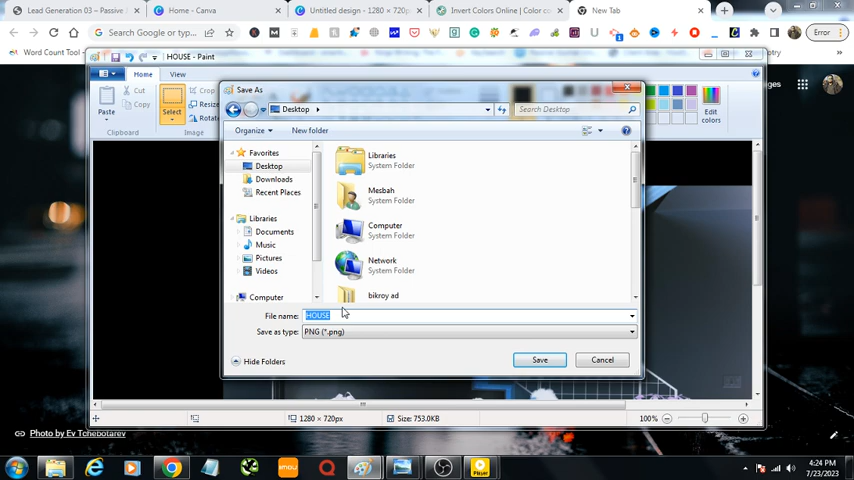 Lead Generation 03 – Passive
Home - Canva
Untitled design - 1280 × 720p
Invert Colors Online | Color co
New Tab
Search Google or type a URL
Error
Word Count Tool
HOUSE - Paint
Home
View
Paste
Cut
Copy
Clipboard
Select
Crop
Resize
Rotate
Image
Edit
colors
Save As
Desktop
Search Desktop
Organize
New folder
Favorites
Desktop
Downloads
Recent Places
Libraries
Documents
Music
Pictures
Videos
Computer
Libraries
System Folder
Mesbah
System Folder
Computer
System Folder
Network
System Folder
bikroy ad
File name:
HOUSE
Save as type:
PNG (*.png)
Hide Folders
Save
Cancel
1280 × 720px
Size: 753.0KB
100%
Photo by Ev Tchebotarev
4:24 PM
7/23/2023